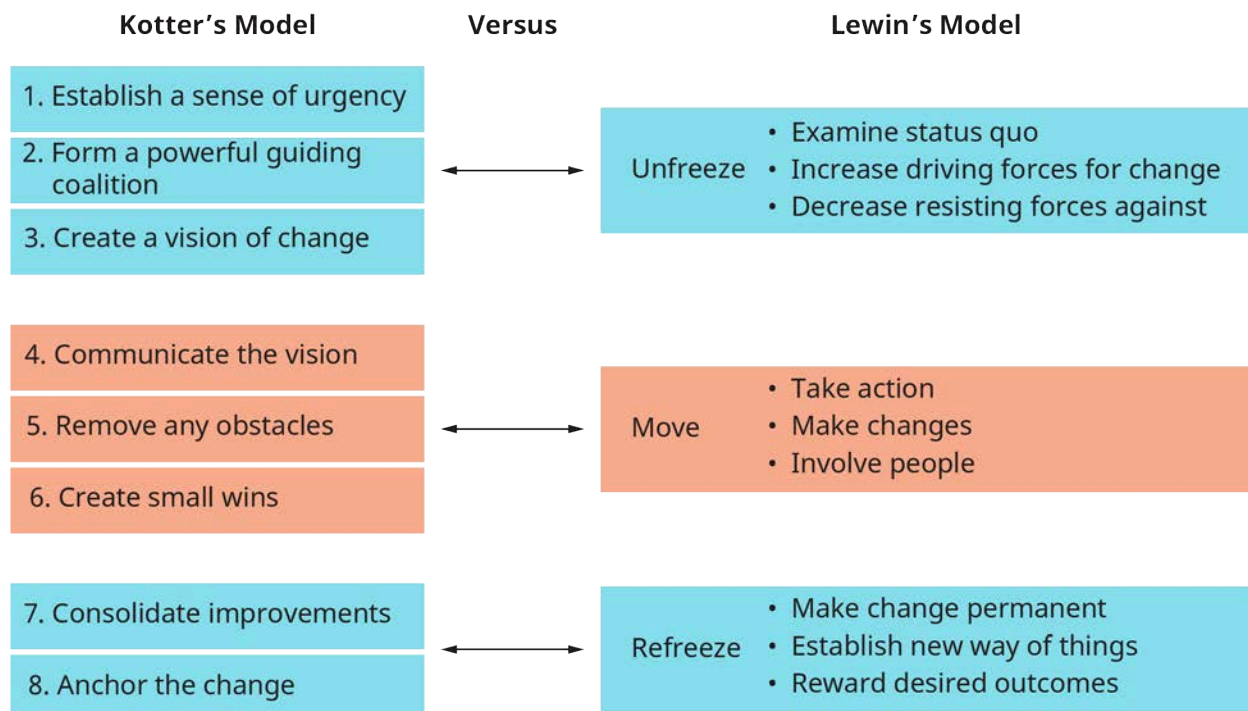 Kotter’s Model Versus Lewin’s Model
1. Establish a sense of urgency
2. Form a powerful guiding
coalition
3. Create a vision of change
Unfreeze
• Examine status quo
• Increase driving forces for change
• Decrease resisting forces against
4. Communicate the vision
5. Remove any obstacles
6. Create small wins
Move
• Take action
• Make changes
• Involve people
7. Consolidate improvements
8. Anchor the change
Refreeze
• Make change permanent
• Establish new way of things
• Reward desired outcomes